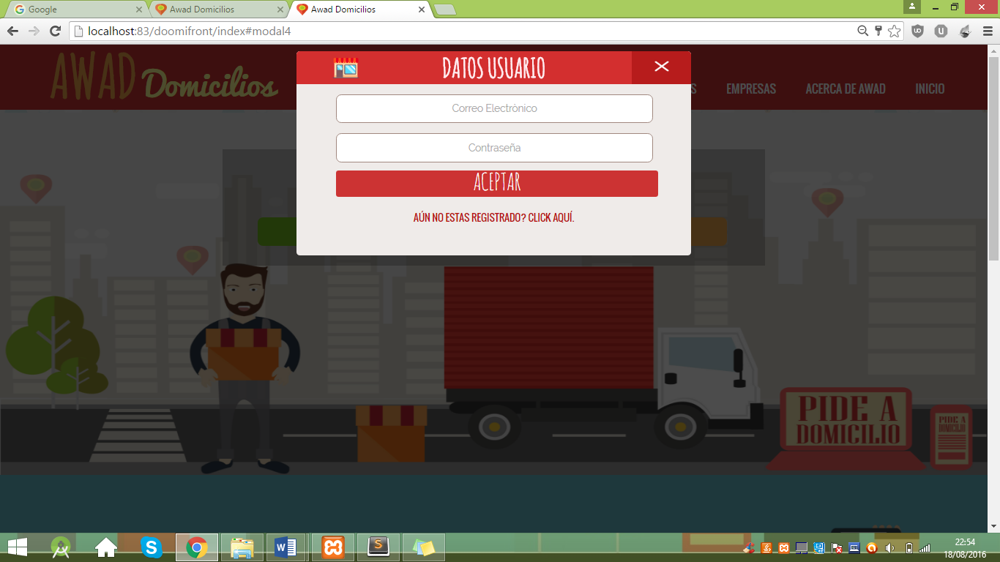 Google
Awad Domicilios
Awad Domicilios
localhost:83/doomifront/index#modal4
AWAD Domicilios
DATOS USUARIO
S
EMPRESAS
ACERCA DE AWAD
INICIO
Correo Electrónico
Contraseña
ACEPTAR
AÚN NO ESTAS REGISTRADO? CLICK AQUÍ.
PIDE A
DOMICILIO
PIDE A
DOMICILIO
22:54
18/08/2016